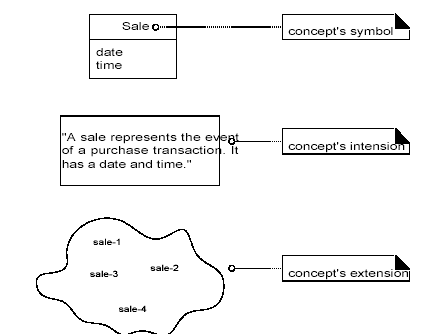 Sale
concept's symbol
date
time
"A sale represents the event
of a purchase transaction. It
has a date and time."
concept's intension
sale-1
sale-3
sale-2
sale-4
concept's extension